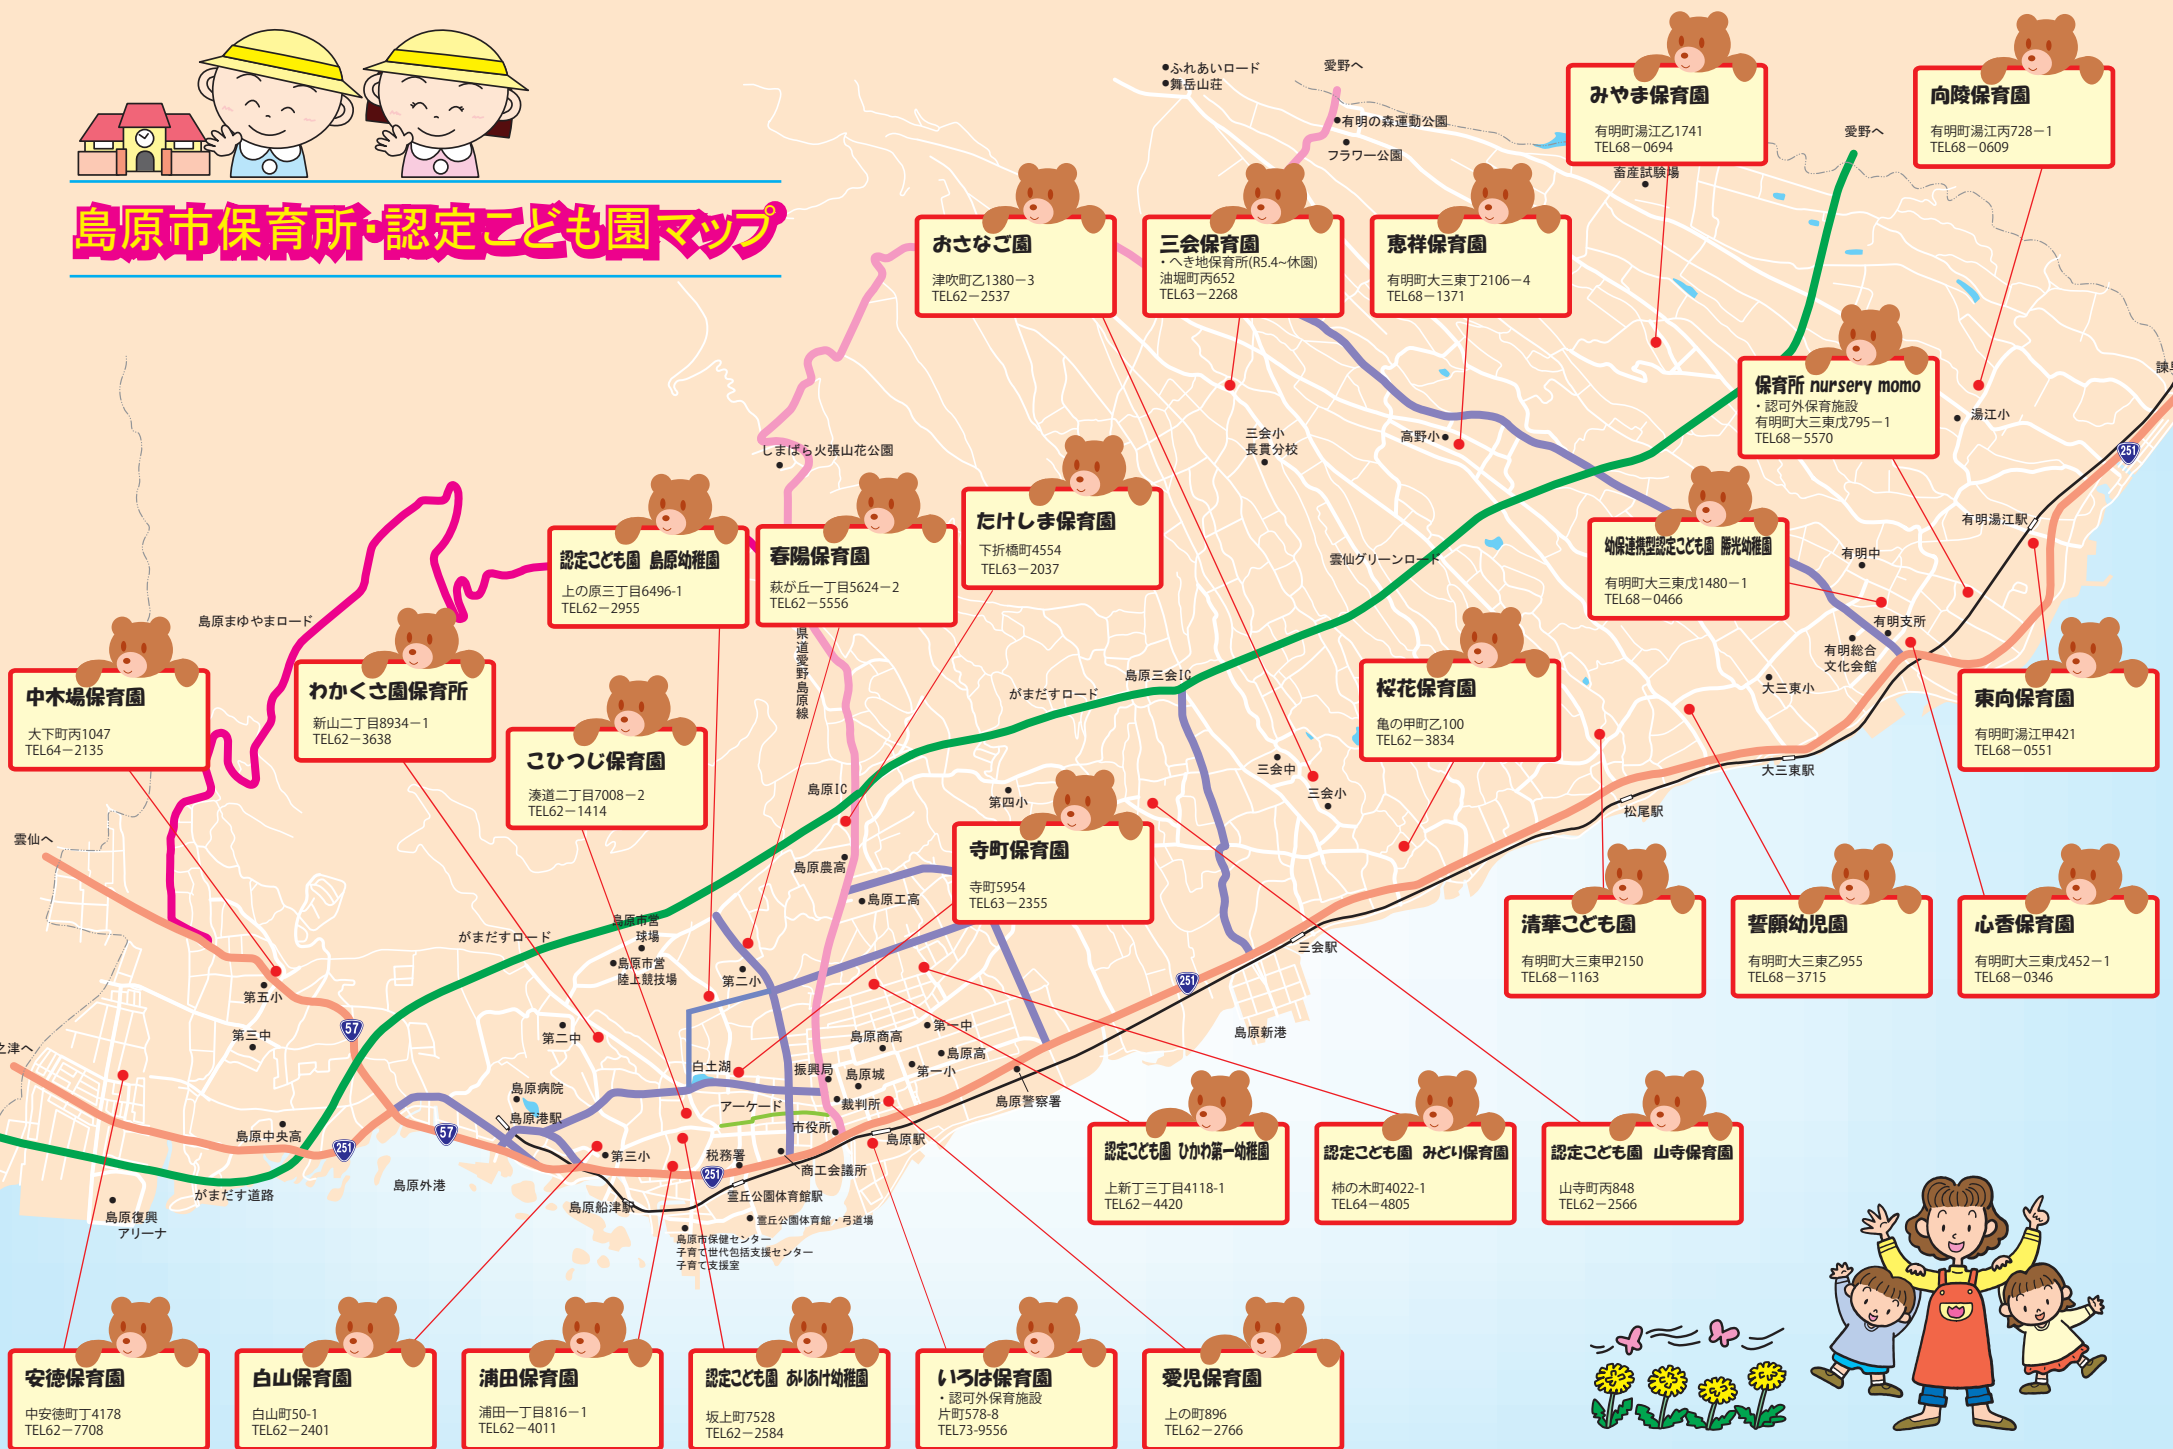 島原市保育所・認定こども園マップ
ふれあいロード
舞岳山荘
愛野へ
有明の森運動公園
フラワー公園
みやま保育園
有明町湯江乙1741
TEL68−0694
畜産試験場
向陵保育園
有明町湯江丙728−1
TEL68−0609
愛野へ
おさなご園
津吹町乙1380−3
TEL62−2537
三会保育園
・へき地保育所(R5.4~休園)
油堀町丙652
TEL63−2268
恵祥保育園
有明町大三東丁2106−4
TEL68−1371
保育所 nursery momo
・認可外保育施設
有明町大三東戊795−1
TEL68−5570
湯江小
251
しまばら火張山花公園
三会小
長貫分校
高野小
認定こども園 島原幼稚園
上の原三丁目6496-1
TEL62−2955
春陽保育園
萩が丘一丁目5624−2
TEL62−5556
たけしま保育園
下折橋町4554
TEL63−2037
雲仙グリーンロード
幼保連携型認定こども園 勝光幼稚園
有明町大三東戊1480−1
TEL68−0466
有明湯江駅
有明中
有明支所
有明総合
文化会館
大三東小
島原まゆやまロード
中木場保育園
大下町丙1047
TEL64−2135
わかくさ園保育所
新山二丁目8934−1
TEL62−3638
こひつじ保育園
湊道二丁目7008−2
TEL62−1414
県道愛野島原線
がまだすロード
島原三会IC
桜花保育園
亀の甲町乙100
TEL62−3834
東向保育園
有明町湯江甲421
TEL68−0551
大三東駅
松尾駅
島原IC
第四小
三会中
三会小
雲仙へ
寺町保育園
寺町5954
TEL63−2355
島原農高
島原工高
清華こども園
有明町大三東甲2150
TEL68−1163
誓願幼児園
有明町大三東乙955
TEL68−3715
心香保育園
有明町大三東戊452−1
TEL68−0346
がまだすロード
島原市営
球場
島原市営
陸上競技場
第二小
三会駅
251
島原新港
第五小
57
第三中
第二中
白土湖
振興局
島原商高
第一中
島原高
第一小
島原城
裁判所
島原警察署
之津へ
島原病院
島原港駅
アーケード
市役所
島原駅
島原中央高
251
57
第三小
税務署
251
商工会議所
霊丘公園体育館駅
霊丘公園体育館・弓道場
島原船津駅
島原市保健センター
子育て世代包括支援センター
子育て支援室
島原外港
がまだす道路
島原復興
アリーナ
認定こども園 ひかわ第一幼稚園
上新丁三丁目4118-1
TEL62−4420
認定こども園 みどり保育園
柿の木町4022-1
TEL64−4805
認定こども園 山寺保育園
山寺町丙848
TEL62−2566
安徳保育園
中安徳町丁4178
TEL62−7708
白山保育園
白山町50-1
TEL62−2401
浦田保育園
浦田一丁目816−1
TEL62−4011
認定こども園 ありあけ幼稚園
坂上町7528
TEL62−2584
いろは保育園
・認可外保育施設
片町578-8
TEL73-9556
愛児保育園
上の町896
TEL62−2766